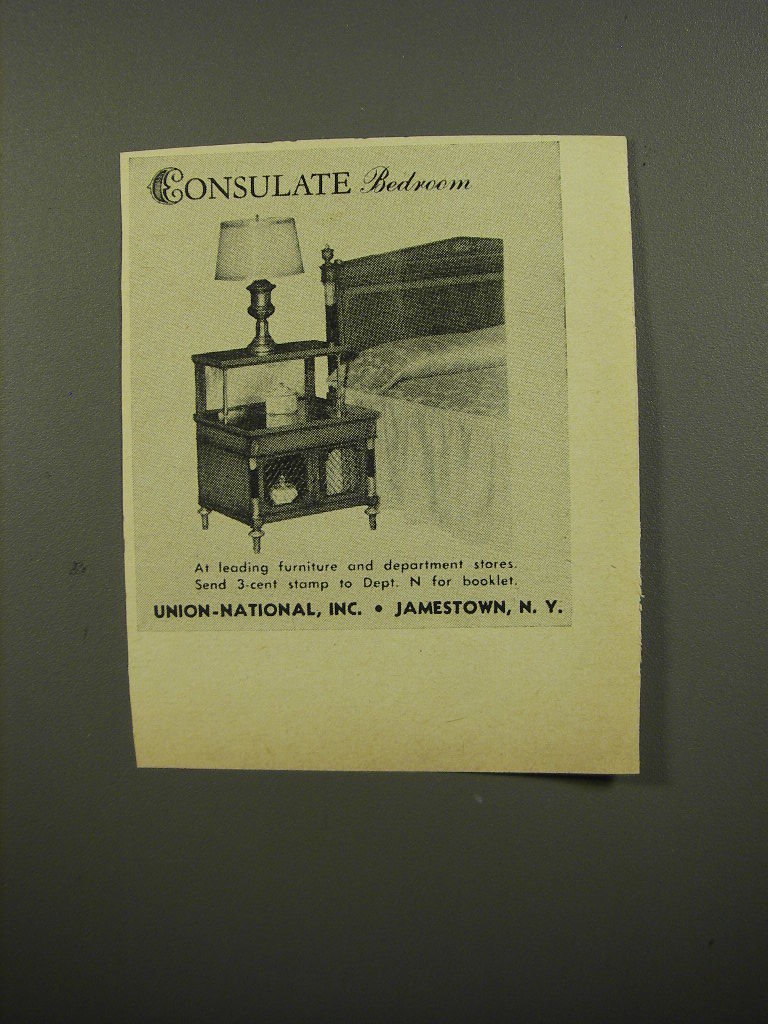 CONSULATE Bedroom
At leading furniture and department stores.
Send 3-cent stamp to Dept. N for booklet.
UNION-NATIONAL, INC. • JAMESTOWN, N. Y.